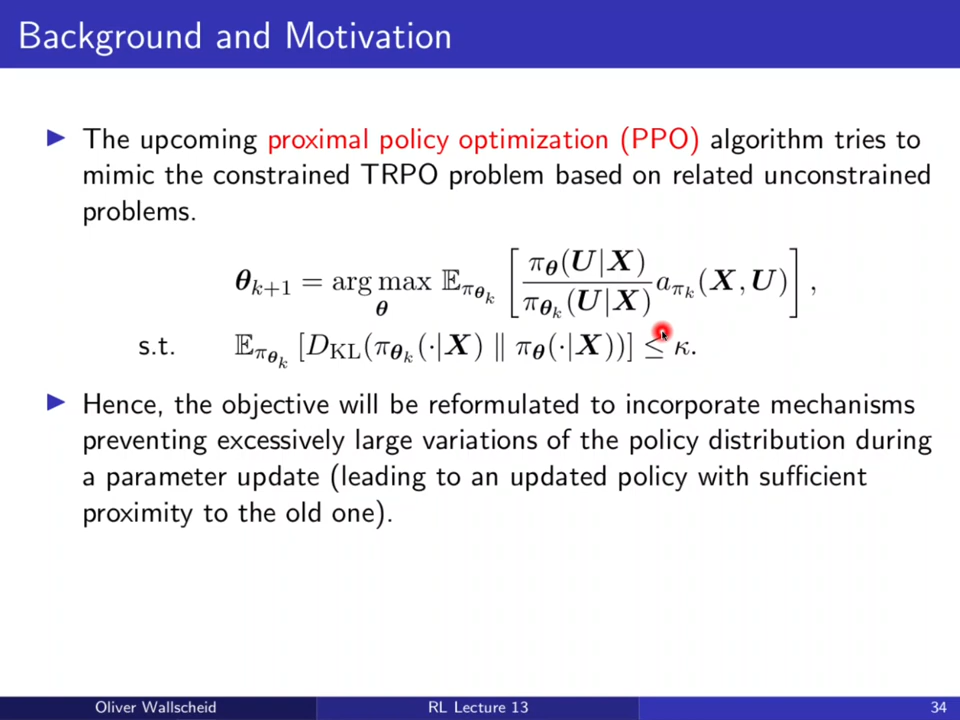 Background and Motivation
▶ The upcoming proximal policy optimization (PPO) algorithm tries to
mimic the constrained TRPO problem based on related unconstrained
problems.
θ_{k+1} = arg max_θ 𝔼_{π_{θ_k}} [ π_θ(U|X) / π_{θ_k}(U|X) a_{π_k}(X, U) ] ,
s.t. 𝔼_{π_{θ_k}} [D_KL(π_{θ_k}(·|X) ∥ π_θ(·|X))] ≤ κ.
▶ Hence, the objective will be reformulated to incorporate mechanisms
preventing excessively large variations of the policy distribution during
a parameter update (leading to an updated policy with sufficient
proximity to the old one).
Oliver Wallscheid RL Lecture 13 34